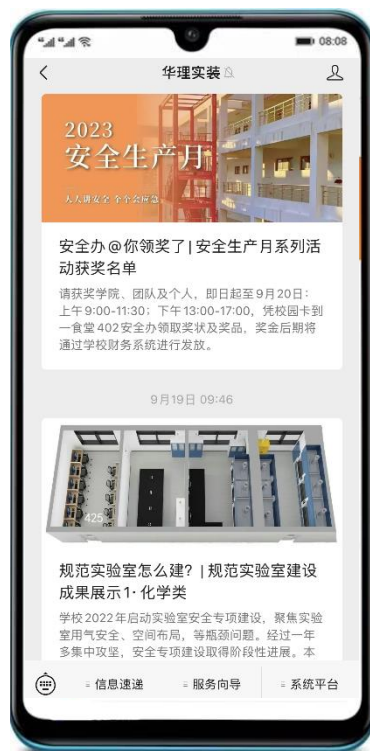 08:08
华理实装
2023
安全生产月
人人讲安全 个个会应急
安全办@你领奖了|安全生产月系列活
动获奖名单
请获奖学院、团队及个人，即日起至9月20日：
上午9:00-11:30；下午13:00-17:00，凭校园卡到
一食堂402安全办领取奖状及奖品，奖金后期将
通过学校财务系统进行发放。
9月19日 09:46
425
规范实验室怎么建？|规范实验室建设
成果展示1·化学类
学校2022年启动实验室安全专项建设，聚焦实验
室用气安全、空间布局，等瓶颈问题。经过一年
多集中攻坚，安全专项建设取得阶段性进展。本
信息速递
服务向导
系统平台